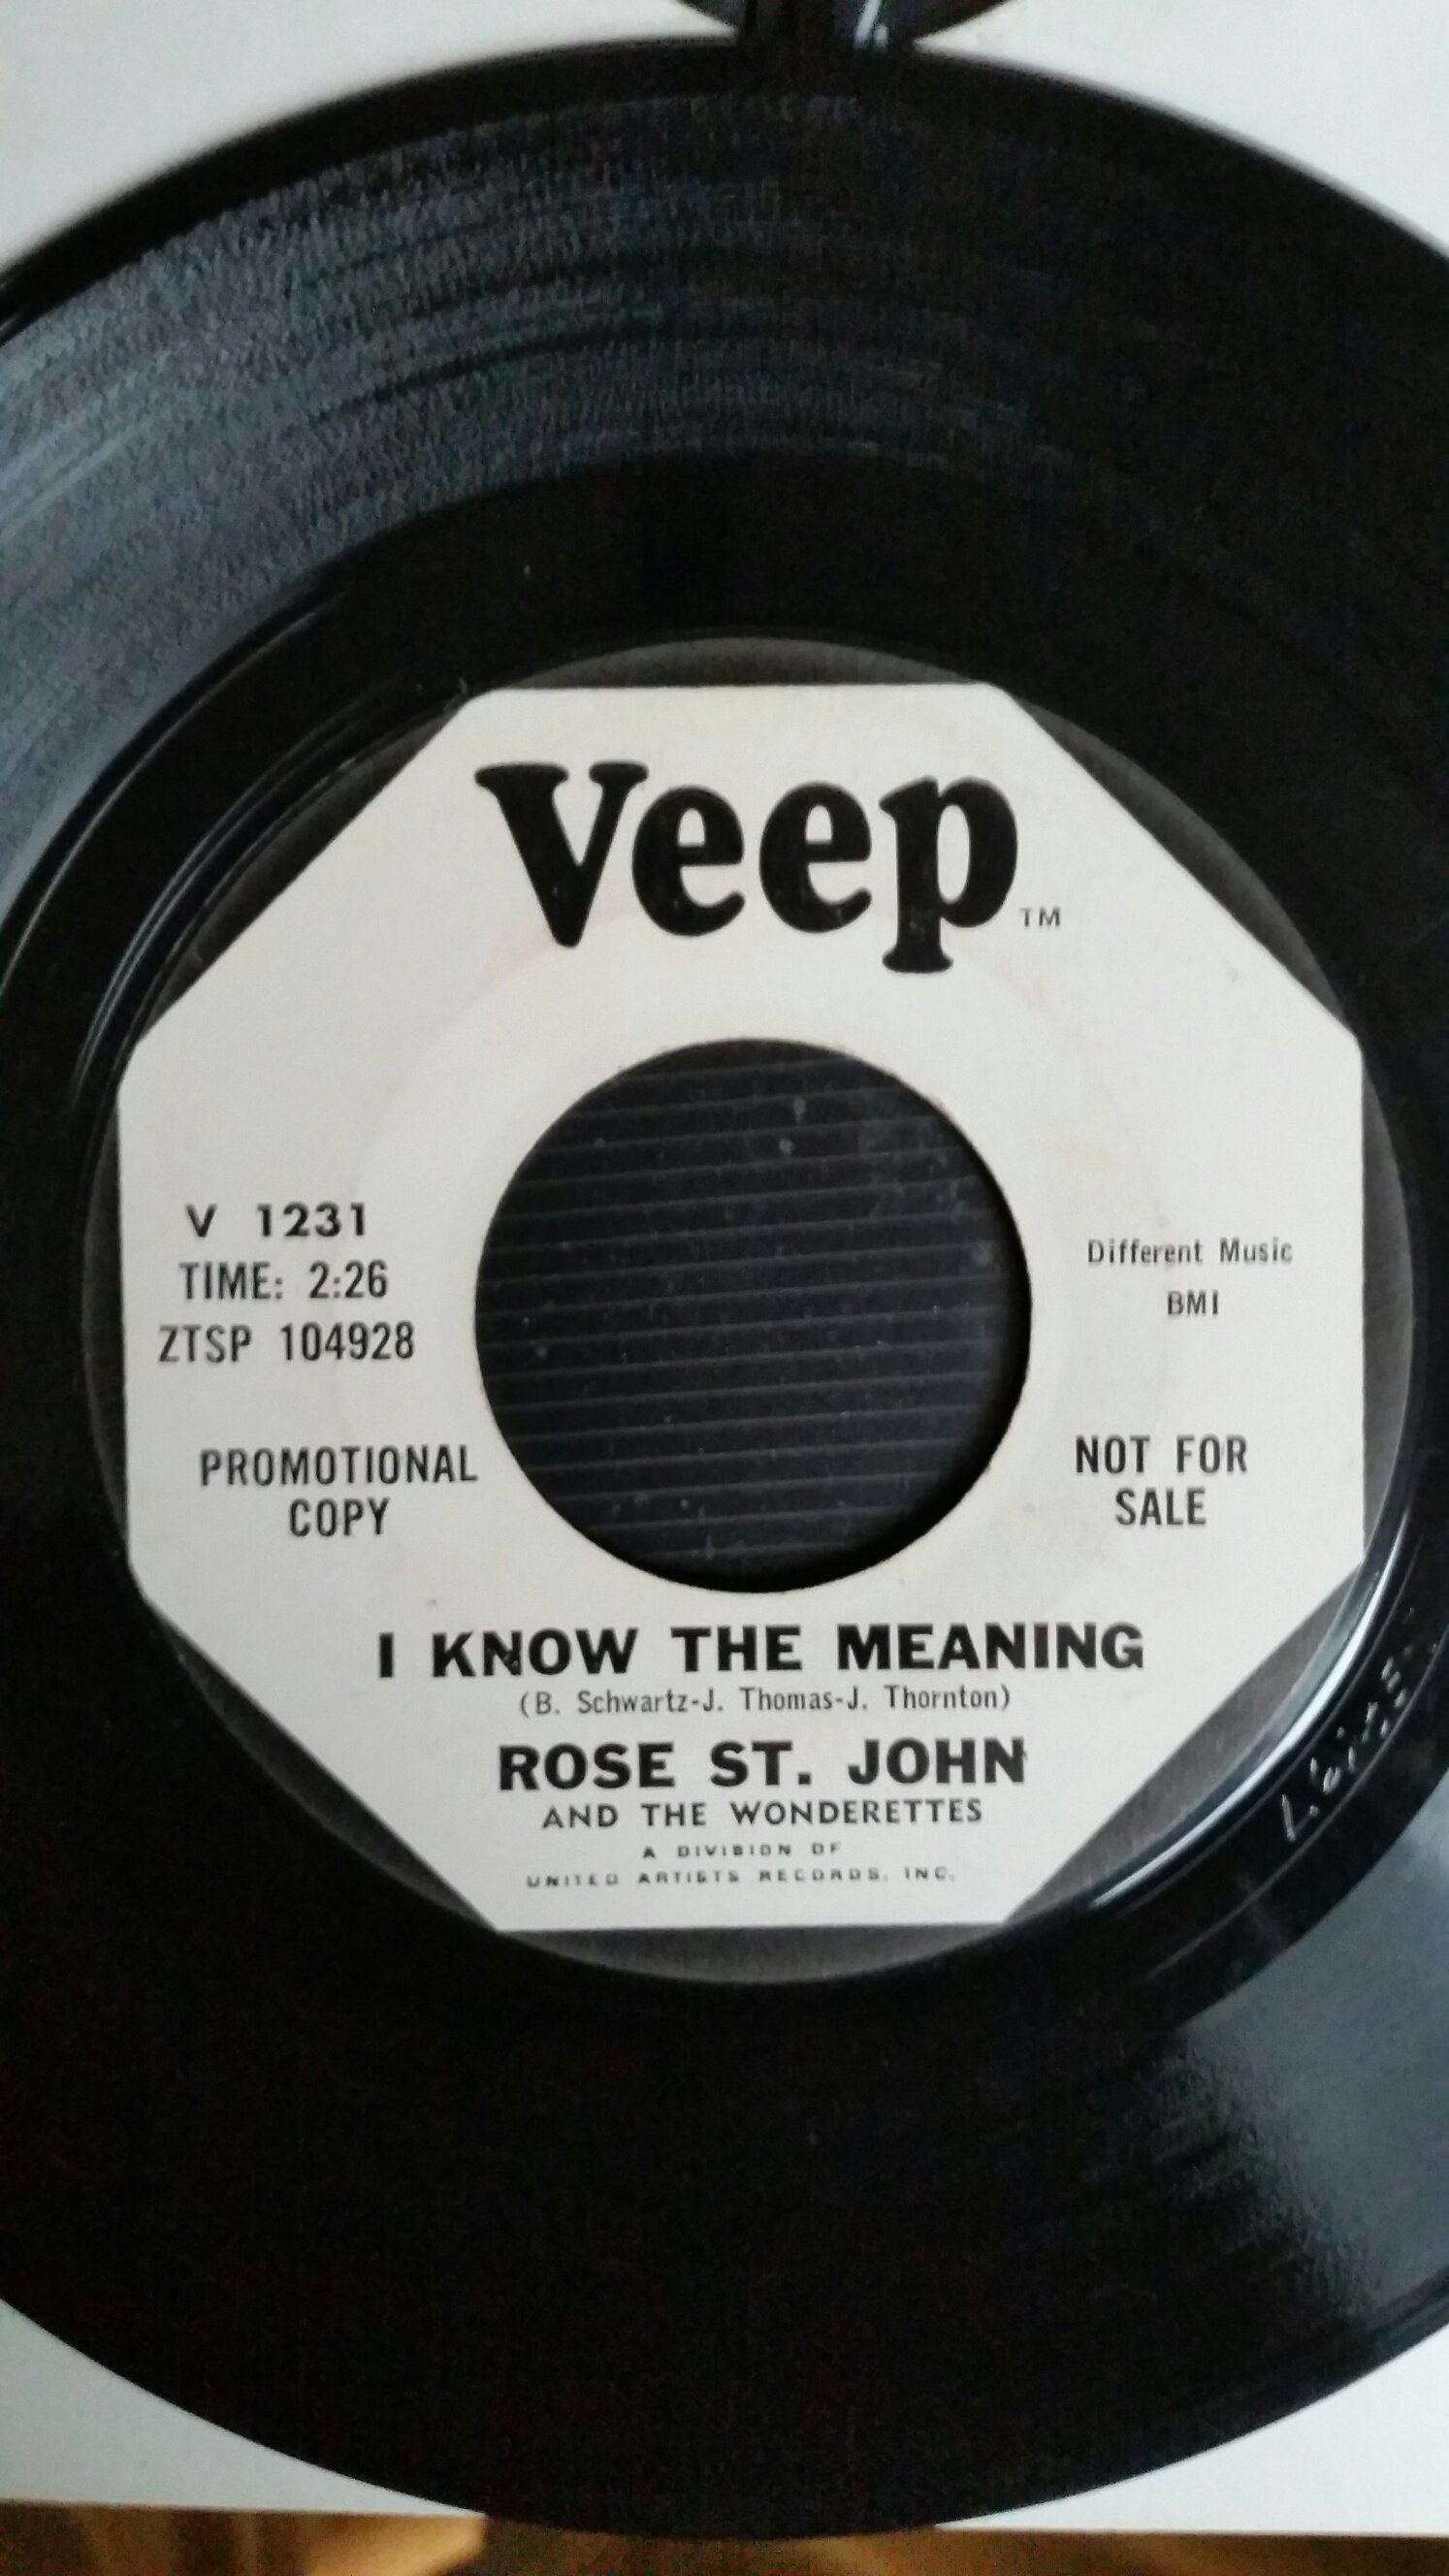 Veep
TM
V 1231
TIME: 2:26
ZTSP 104928
Different Music
BMI
PROMOTIONAL
COPY
NOT FOR
SALE
I KNOW THE MEANING
(B. Schwartz-J. Thomas-J. Thornton)
ROSE ST. JOHN
AND THE WONDERETTES
A DIVISION OF
UNITED ARTISTS RECORDS, INC.